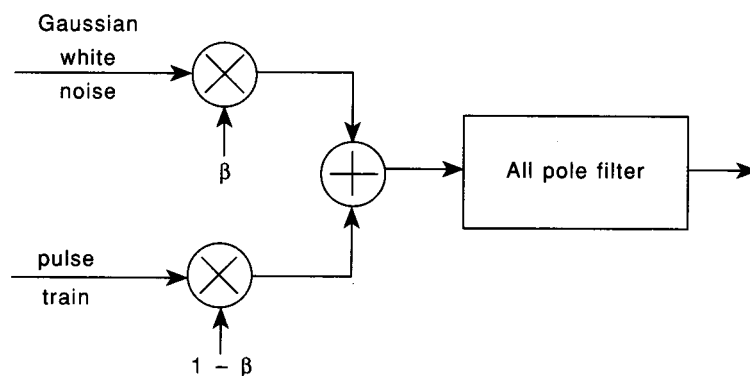 Gaussian
white
noise
β
All pole filter
pulse
train
1 – β